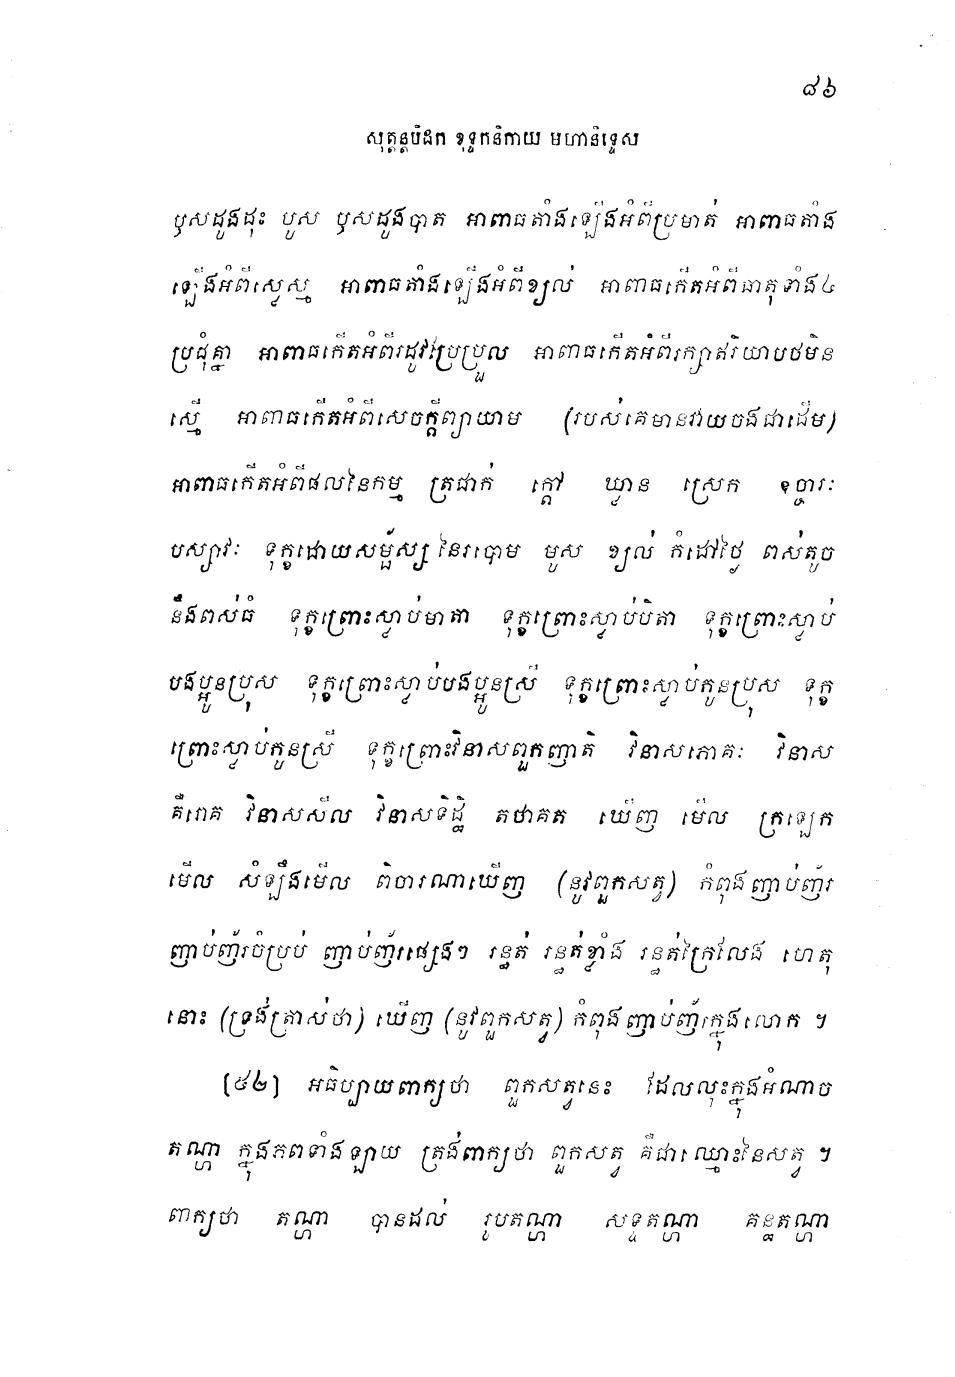 ៨៦
សុត្តន្តបិដក ខុទ្ទកនិកាយ មហានិទ្ទេស
ឫសដូងដុះ បូស ឫសដូងបាត អាពាធតាំងឡើងអំពីប្រមាត់ អាពាធតាំង
ឡើងអំពីស្លេស្ម អាពាធតាំងឡើងអំពីខ្យល់ អាពាធកើតអំពីធាតុទាំង៤
ប្រជុំគ្នា អាពាធកើតអំពីរដូវប្រែប្រួល អាពាធកើតអំពីរក្សាឥរិយាបថមិន
ស្មើ អាពាធកើតអំពីសេចក្តីព្យាយាម (របស់គេមានវាយចងជាដើម)
អាពាធកើតអំពីផលនៃកម្ម ត្រជាក់ ក្តៅ ឃ្លាន ស្រេក ឧច្ចារៈ
បស្សាវៈ ទុក្ខដោយសម្ផ័ស្ស នៃរបោម មូស ខ្យល់ កំដៅថ្ងៃ ពស់តូច
នឹងពស់ធំ ទុក្ខព្រោះស្លាប់មាតា ទុក្ខព្រោះស្លាប់បិតា ទុក្ខព្រោះស្លាប់
បងប្អូនប្រុស ទុក្ខព្រោះស្លាប់បងប្អូនស្រី ទុក្ខព្រោះស្លាប់កូនប្រុស ទុក្ខ
ព្រោះស្លាប់កូនស្រី ទុក្ខព្រោះវិនាសពួកញាតិ វិនាសភោគៈ វិនាស
គឺរោគ វិនាសសីល វិនាសទិដ្ឋិ តថាគត ឃើញ មើល ក្រឡេក
មើល សំឡឹងមើល ពិចារណាឃើញ (នូវពួកសត្វ) កំពុងញាប់ញ័រ
ញាប់ញ័រចំប្រប់ ញាប់ញ័រផ្សេងៗ រន្ធត់ រន្ធត់ខ្លាំង រន្ធត់ក្រៃលែង ហេតុ
នោះ (ទ្រង់ត្រាស់ថា) ឃើញ (នូវពួកសត្វ) កំពុងញាប់ញ័រក្នុងលោក ។
[៥២] អធិប្បាយពាក្យថា ពួកសត្វនេះ ដែលលុះក្នុងអំណាច
តណ្ហា ក្នុងភពទាំងឡាយ ត្រង់ពាក្យថា ពួកសត្វ គឺជាឈ្មោះនៃសត្វ ។
ពាក្យថា តណ្ហា បានដល់ រូបតណ្ហា សទ្ទតណ្ហា គន្ធតណ្ហា